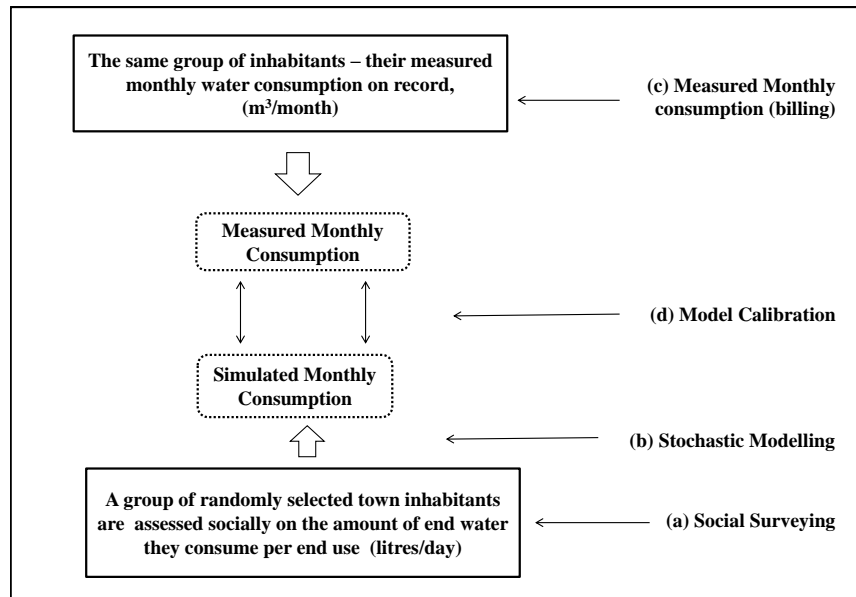 The same group of inhabitants – their measured
monthly water consumption on record,
(m³/month)
(c) Measured Monthly
consumption (billing)
Measured Monthly
Consumption
(d) Model Calibration
Simulated Monthly
Consumption
(b) Stochastic Modelling
A group of randomly selected town inhabitants
are assessed socially on the amount of end water
they consume per end use (litres/day)
(a) Social Surveying